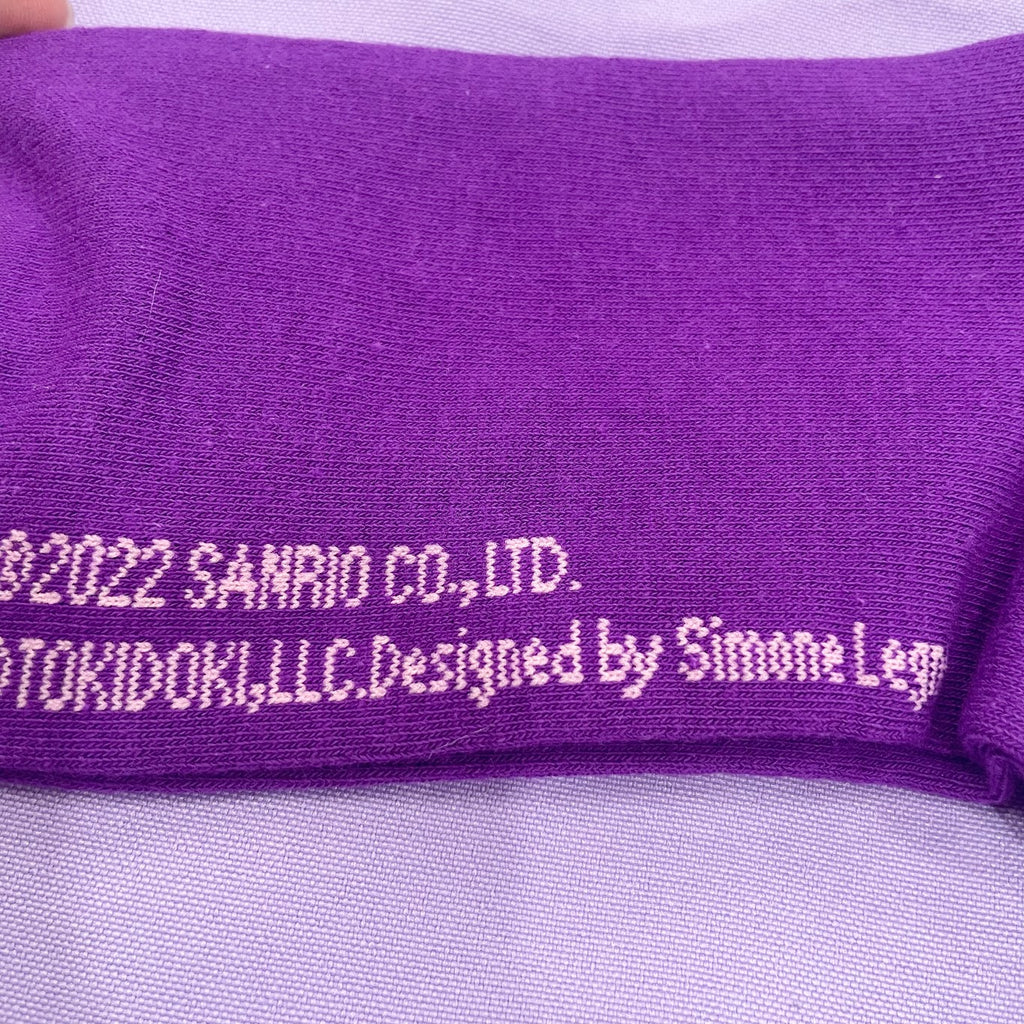 ©2022 SANRIO CO.,LTD.
©TOKIDOKI,LLC.Designed by Simone